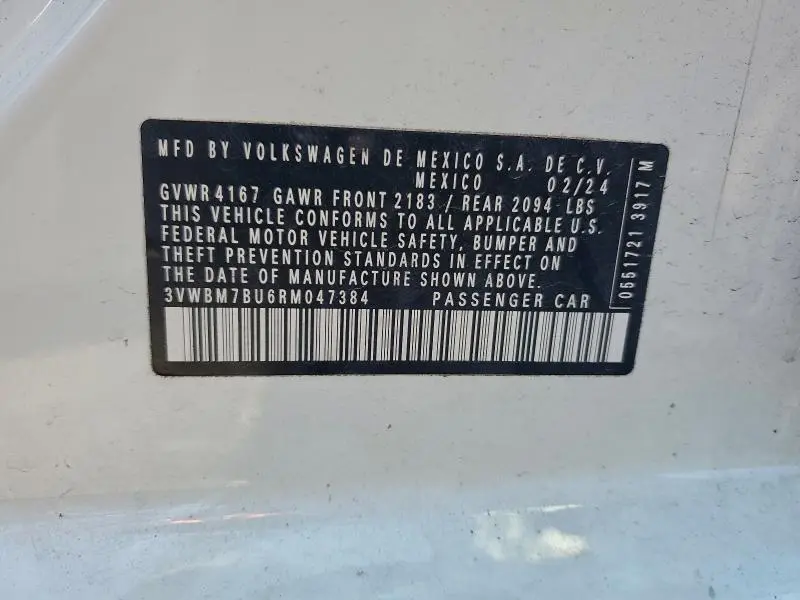 MFD BY VOLKSWAGEN DE MEXICO S.A. DE C.V.
MEXICO 02/24
GVWR 4167 GAWR FRONT 2183 / REAR 2094 LBS
THIS VEHICLE CONFORMS TO ALL APPLICABLE U.S.
FEDERAL MOTOR VEHICLE SAFETY, BUMPER AND
THEFT PREVENTION STANDARDS IN EFFECT ON
THE DATE OF MANUFACTURE SHOWN ABOVE.
3VWBM7BU6RM047384 PASSENGER CAR
0551721 3917 M